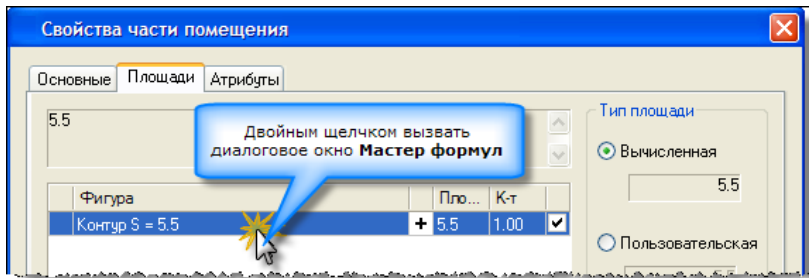 Свойства части помещения
Основные Площади Атрибуты
5.5
Двойным щелчком вызвать
диалоговое окно Мастер формул
Тип площади
Вычисленная
5.5
Фигура Пло... К-т
Контур S = 5.5 + 5.5 1.00
Пользовательская